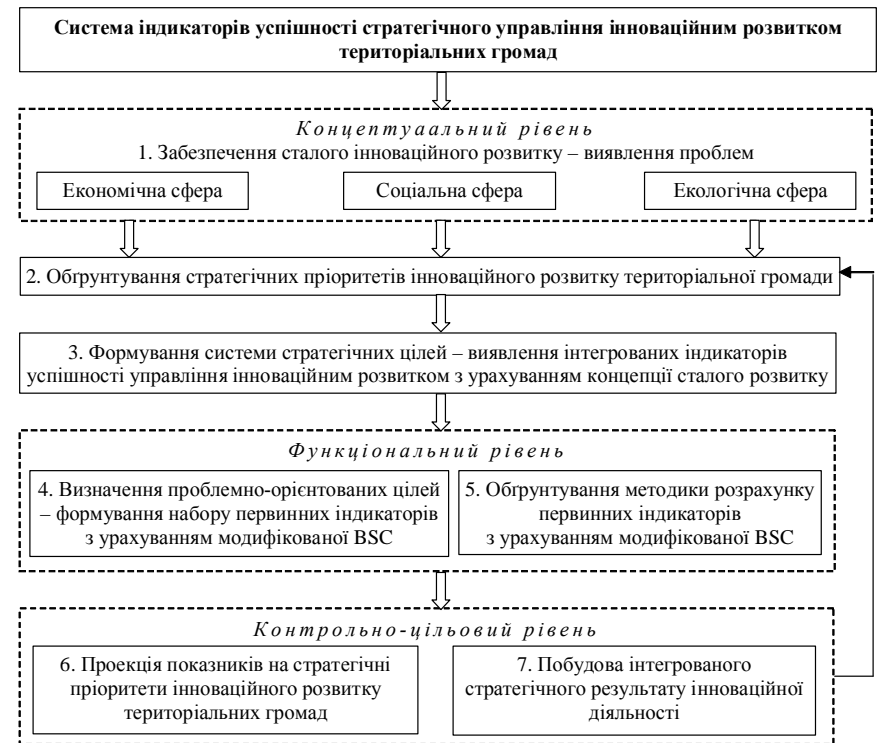 Система індикаторів успішності стратегічного управління інноваційним розвитком
територіальних громад
Концептуаальний рівень
1. Забезпечення сталого інноваційного розвитку – виявлення проблем
Економічна сфера
Соціальна сфера
Екологічна сфера
2. Обґрунтування стратегічних пріоритетів інноваційного розвитку територіальної громади
3. Формування системи стратегічних цілей – виявлення інтегрованих індикаторів
успішності управління інноваційним розвитком з урахуванням концепції сталого розвитку
Функціональний рівень
4. Визначення проблемно-орієнтованих цілей
– формування набору первинних індикаторів
з урахуванням модифікованої BSC
5. Обґрунтування методики розрахунку
первинних індикаторів
з урахуванням модифікованої BSC
Контрольно-цільовий рівень
6. Проекція показників на стратегічні
пріоритети інноваційного розвитку
територіальних громад
7. Побудова інтегрованого
стратегічного результату інноваційної
діяльності